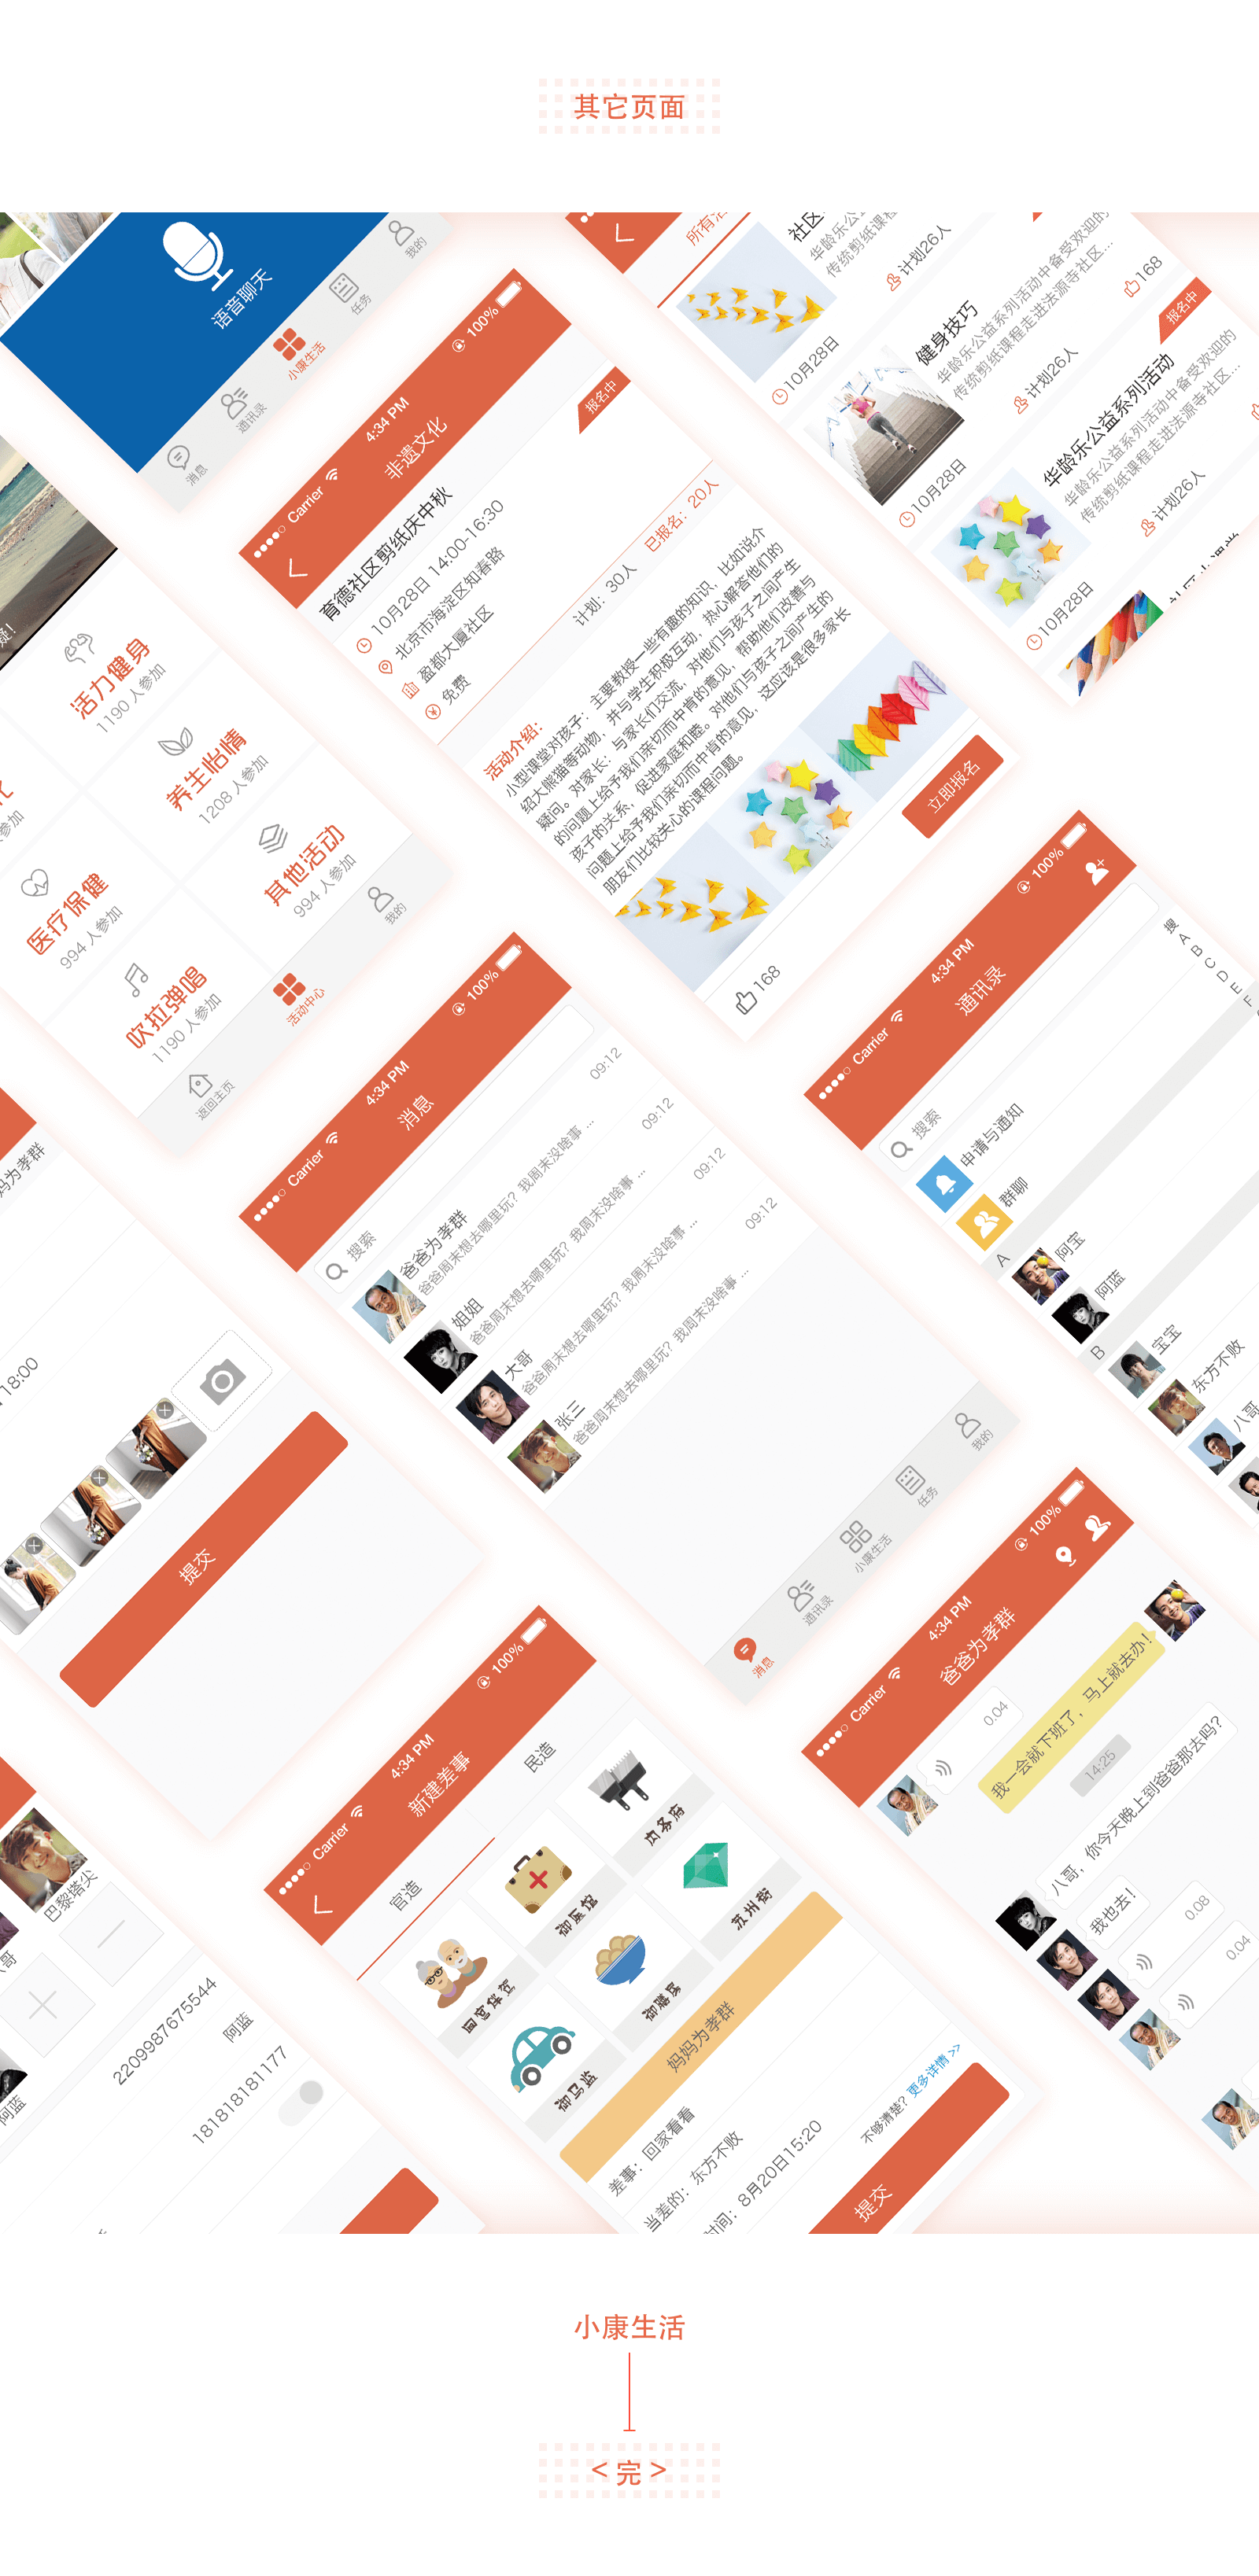 其它页面
语音聊天
消息
通讯录
小康生活
任务
我的
活力健身
1190 人参加
养生怡情
1208 人参加
医疗保健
994 人参加
其他活动
994 人参加
吹拉弹唱
1190 人参加
返回主页
活动中心
我的
Carrier
4:34 PM
100%
非遗文化
报名中
育德社区剪纸庆中秋
10月28日 14:00-16:30
北京市海淀区知春路
盈都大厦社区
免费
计划：30人
已报名：20人
活动介绍：
小型课堂对孩子：主要教授一些有趣的知识，比如说介
绍大熊猫等动物，并与学生积极互动，热心解答他们的
疑问。对家长：与家长们交流，对他们与孩子之间产生
的问题上给予我们亲切而中肯的意见，帮助他们改善与
孩子的关系，促进家庭和睦。对他们与孩子之间产生的
问题上给予我们亲切而中肯的意见，这应该是很多家长
朋友们比较关心的课程问题。
168
立即报名
10月28日
计划26人
168
健身技巧
华龄乐公益系列活动中备受欢迎的
传统剪纸课程走进法源寺社区...
10月28日
计划26人
报名中
华龄乐公益系列活动
华龄乐公益系列活动中备受欢迎的
传统剪纸课程走进法源寺社区...
10月28日
计划26人
Carrier
4:34 PM
100%
消息
搜索
爸爸为孝群
09:12
爸爸周末想去哪里玩？我周末没啥事 ...
姐姐
09:12
爸爸周末想去哪里玩？我周末没啥事 ...
大哥
09:12
爸爸周末想去哪里玩？我周末没啥事 ...
张三
09:12
爸爸周末想去哪里玩？我周末没啥事 ...
消息
通讯录
小康生活
任务
我的
Carrier
4:34 PM
100%
通讯录
搜索
申请与通知
群聊
A
阿宝
阿蓝
B
宝宝
东方不败
八哥
搜
A
B
C
D
E
F
18:00
提交
巴黎塔尖
阿蓝
2209987675544
阿蓝
18181818177
Carrier
4:34 PM
100%
新建差事
官造
民造
回宫伴驾
御医馆
内务府
御马监
御膳房
苏州街
妈妈为孝群
差事：回家看看
当差的：东方不败
时间：8月20日15:20
不够清楚？更多详情 >>
提交
Carrier
4:34 PM
100%
爸爸为孝群
0.04
我一会就下班了，马上就去办！
14:25
八哥，你今天晚上到爸爸那去吗？
我也去！
0.08
0.04
小康生活
< 完 >